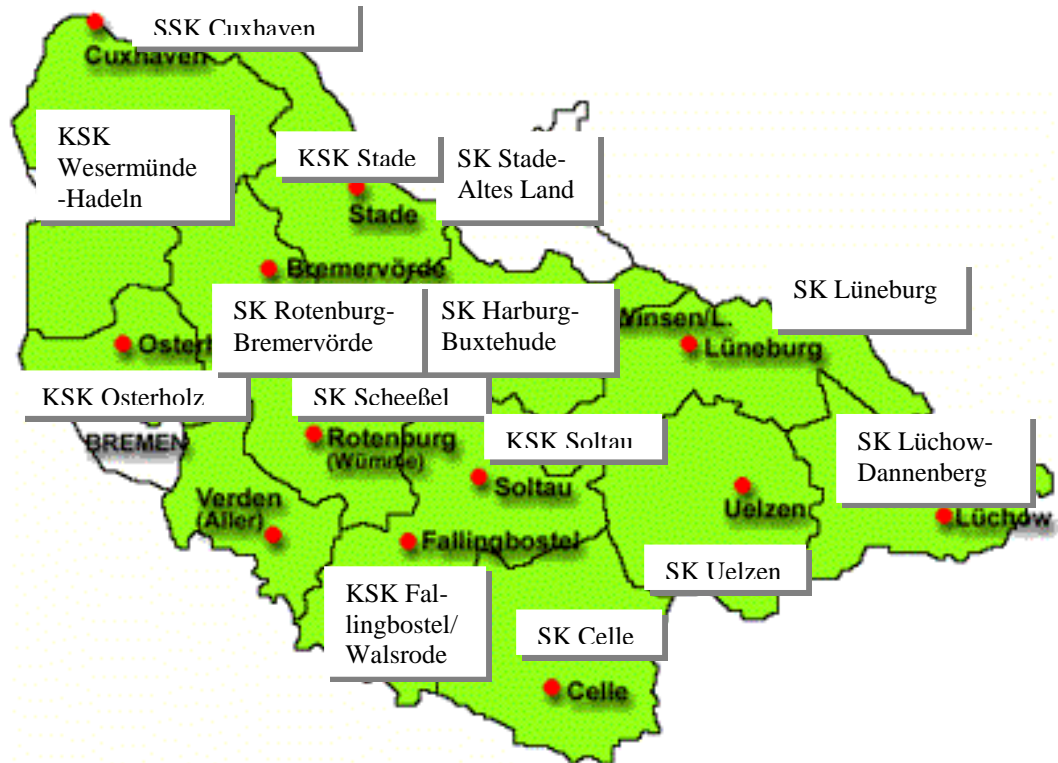 SSK Cuxhaven
Cuxhaven
KSK
Wesermünde
-Hadeln
KSK Stade
SK Stade-
Altes Land
Stade
Bremervörde
SK Rotenburg-
Bremervörde
SK Harburg-
Buxtehude
SK Lüneburg
Winsen/L.
Lüneburg
KSK Osterholz
SK Scheeßel
BREMEN
Rotenburg
(Wümme)
KSK Soltau
Soltau
SK Lüchow-
Dannenberg
Verden
(Aller)
Uelzen
Lüchow
Fallingbostel
SK Uelzen
KSK Fal-
lingbostel/
Walsrode
SK Celle
Celle